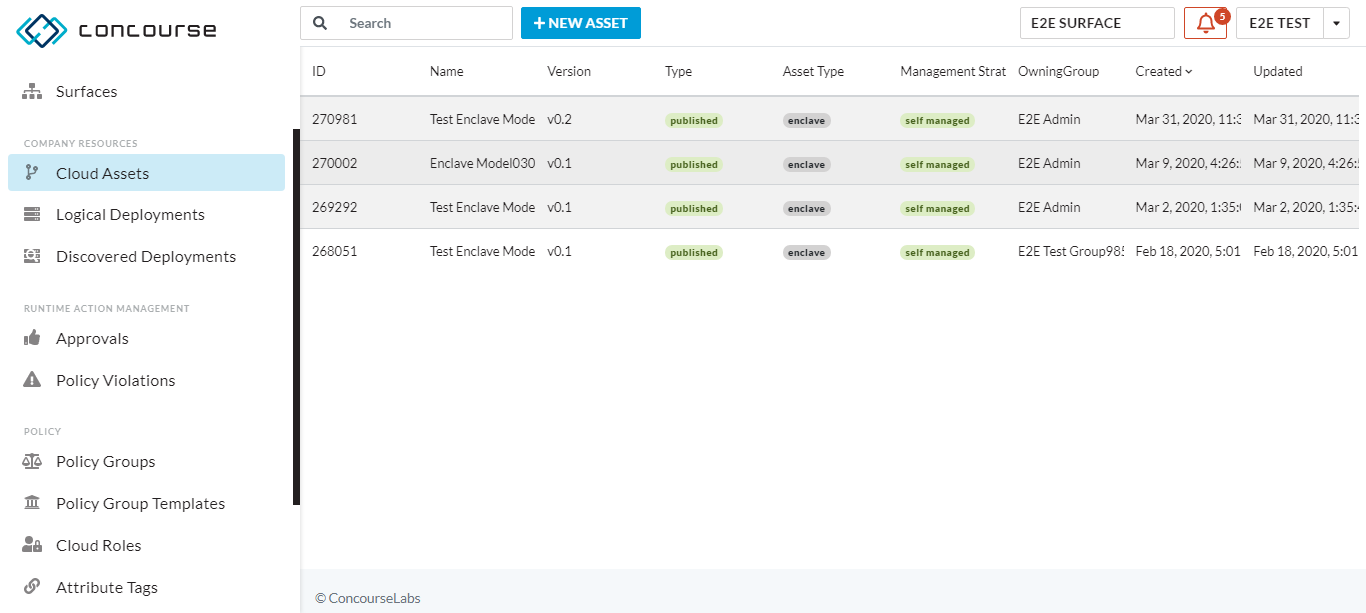 concourse
Search
+ NEW ASSET
E2E SURFACE
5
E2E TEST
Surfaces
COMPANY RESOURCES
Cloud Assets
Logical Deployments
Discovered Deployments
RUNTIME ACTION MANAGEMENT
Approvals
Policy Violations
POLICY
Policy Groups
Policy Group Templates
Cloud Roles
Attribute Tags
ID Name Version Type Asset Type Management Strat OwningGroup Created Updated
270981 Test Enclave Mode v0.2 published enclave self managed E2E Admin Mar 31, 2020, 11:3 Mar 31, 2020, 11:3
270002 Enclave Model030 v0.1 published enclave self managed E2E Admin Mar 9, 2020, 4:26: Mar 9, 2020, 4:26:
269292 Test Enclave Mode v0.1 published enclave self managed E2E Admin Mar 2, 2020, 1:35: Mar 2, 2020, 1:35:
268051 Test Enclave Mode v0.1 published enclave self managed E2E Test Group985 Feb 18, 2020, 5:01 Feb 18, 2020, 5:01
© ConcourseLabs